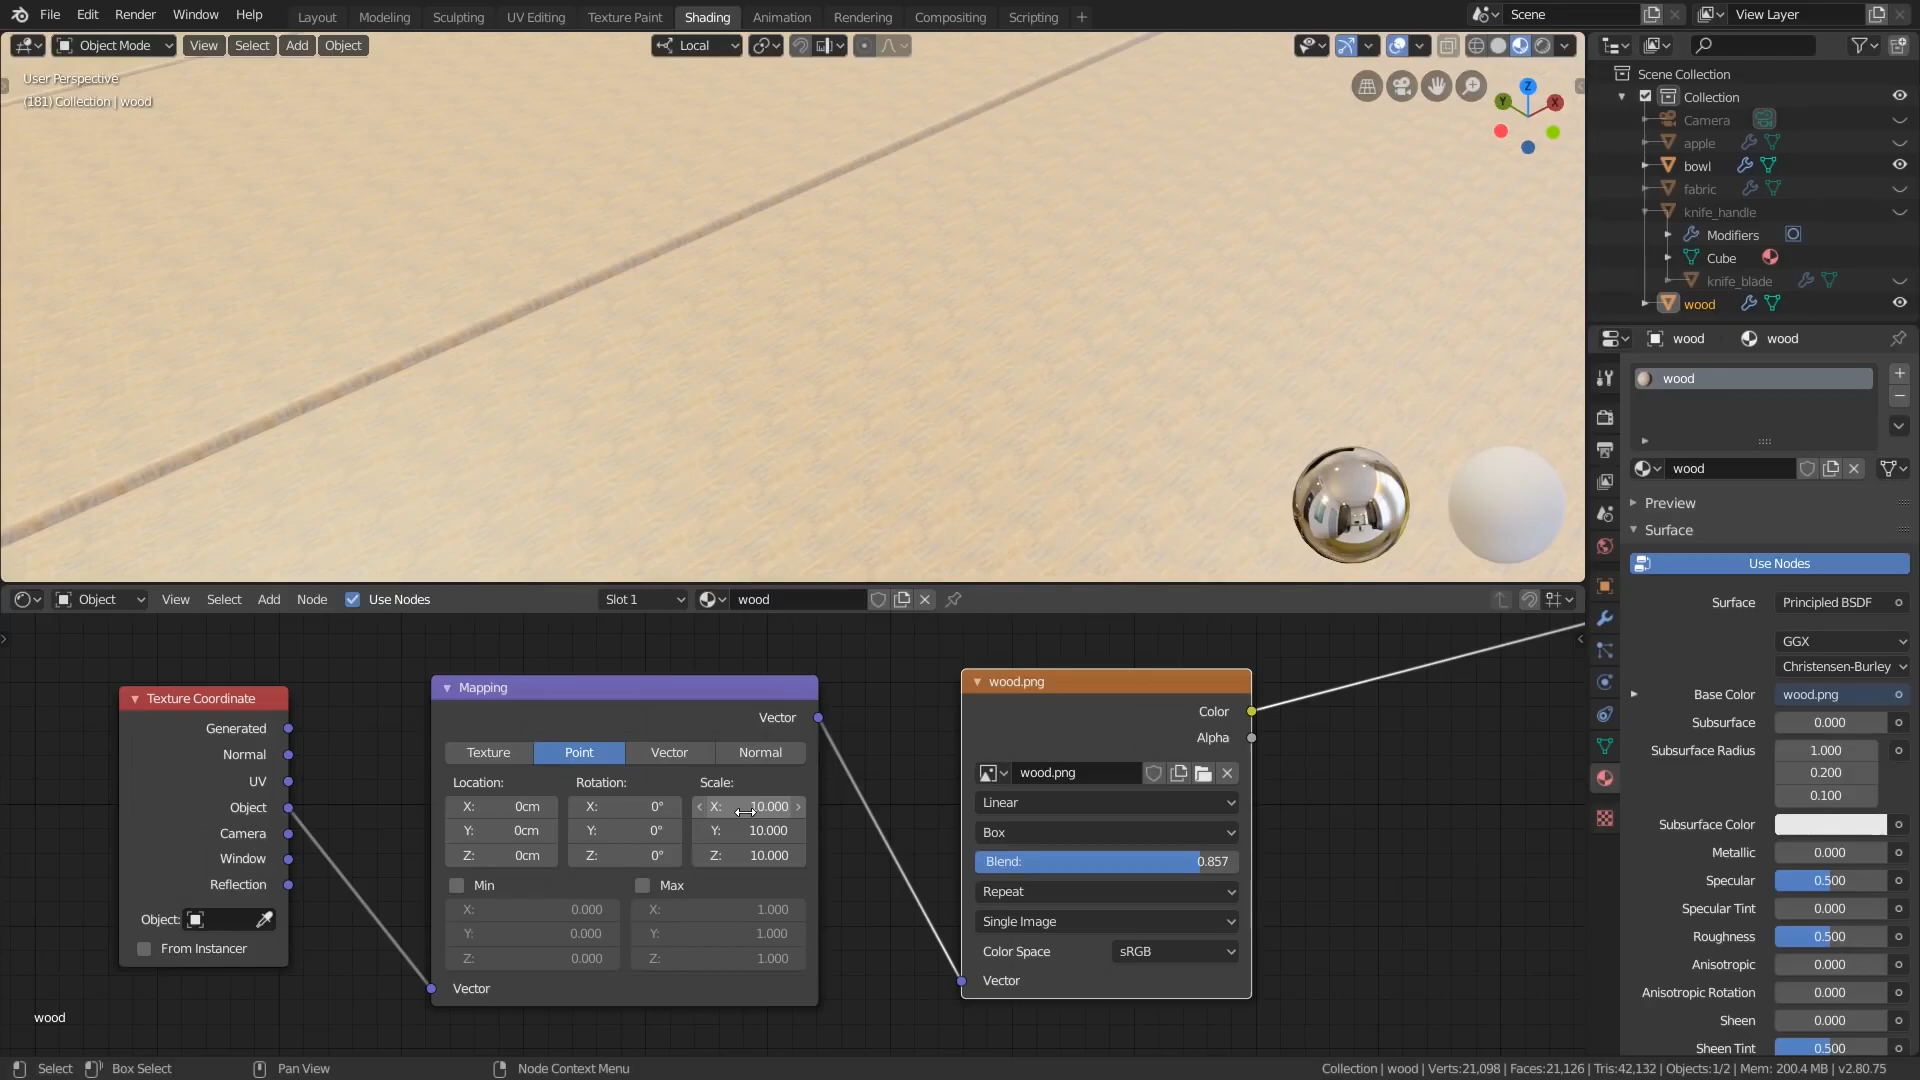 File Edit Render Window Help Layout Modeling Sculpting UV Editing Texture Paint Shading Animation Rendering Compositing Scripting + Scene View Layer
Object Mode View Select Add Object Local
User Perspective
(181) Collection | wood
Z
Y
X
Scene Collection
Collection
Camera
apple
bowl
fabric
knife_handle
Modifiers
Cube
knife_blade
wood
wood wood
wood
wood
Preview
Surface
Use Nodes
Surface Principled BSDF
GGX
Christensen-Burley
Base Color wood.png
Subsurface 0.000
Subsurface Radius 1.000
0.200
0.100
Subsurface Color
Metallic 0.000
Specular 0.500
Specular Tint 0.000
Roughness 0.500
Anisotropic 0.000
Anisotropic Rotation 0.000
Sheen 0.000
Sheen Tint 0.500
Object View Select Add Node Use Nodes Slot 1 wood
Texture Coordinate
Generated
Normal
UV
Object
Camera
Window
Reflection
Object:
From Instancer
Mapping
Vector
Texture Point Vector Normal
Location: Rotation: Scale:
X: 0cm X: 0° X: 10.000
Y: 0cm Y: 0° Y: 10.000
Z: 0cm Z: 0° Z: 10.000
Min Max
X: 0.000 X: 1.000
Y: 0.000 Y: 1.000
Z: 0.000 Z: 1.000
Vector
wood.png
Color
Alpha
wood.png
Linear
Box
Blend: 0.857
Repeat
Single Image
Color Space sRGB
Vector
wood
Select Box Select Pan View Node Context Menu Collection | wood | Verts:21,098 | Faces:21,126 | Tris:42,132 | Objects:1/2 | Mem: 200.4 MB | v2.80.75